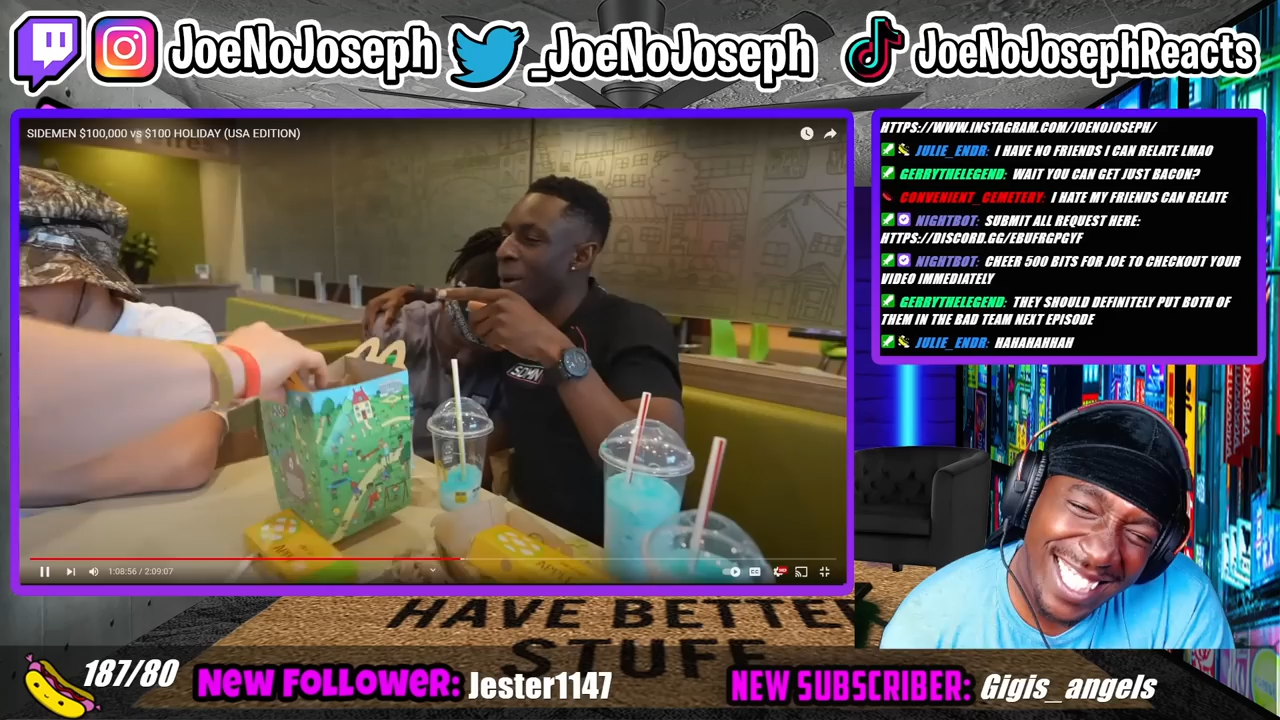 JoeNoJoseph
_JoeNoJoseph
JoeNoJosephReacts
SIDEMEN $100,000 vs $100 HOLIDAY (USA EDITION)
HTTPS://WWW.INSTAGRAM.COM/JOENOJOSEPH/
JULIE_ENDR: I HAVE NO FRIENDS I CAN RELATE LMAO
GERRYTHELEGEND: WAIT YOU CAN GET JUST BACON?
CONVENIENT_CEMETERY: I HATE MY FRIENDS CAN RELATE
NIGHTBOT: SUBMIT ALL REQUEST HERE:
HTTPS://DISCORD.GG/EBUFRGPGYF
NIGHTBOT: CHEER 500 BITS FOR JOE TO CHECKOUT YOUR
VIDEO IMMEDIATELY
GERRYTHELEGEND: THEY SHOULD DEFINITELY PUT BOTH OF
THEM IN THE BAD TEAM NEXT EPISODE
JULIE_ENDR: HAHAHAHHAH
SDMN
1:08:56 / 2:09:07
HAVE BETTER
STUFF
187/80
NEW FOLLOWER: Jester1147
NEW SUBSCRIBER: Gigis_angels